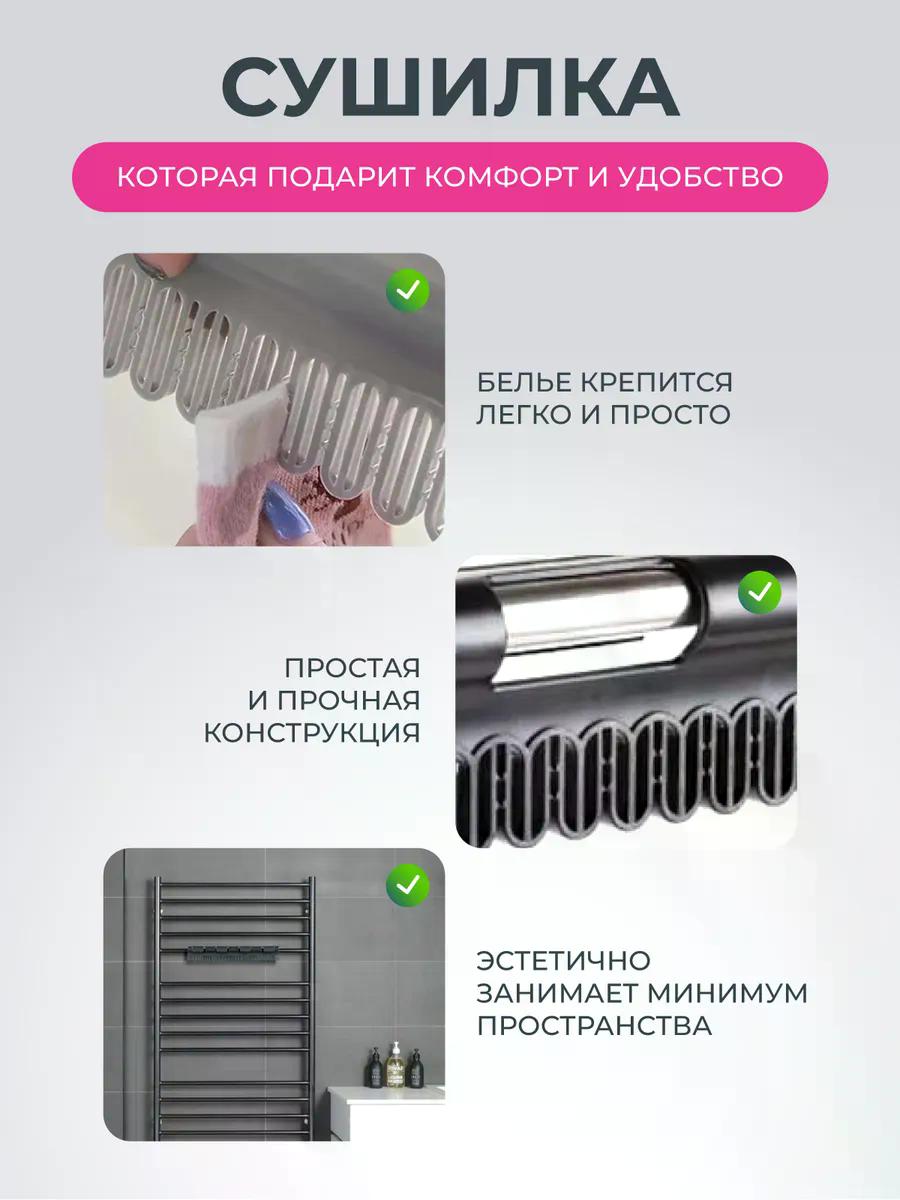 СУШИЛКА
КОТОРАЯ ПОДАРИТ КОМФОРТ И УДОБСТВО
БЕЛЬЕ КРЕПИТСЯ
ЛЕГКО И ПРОСТО
ПРОСТАЯ
И ПРОЧНАЯ
КОНСТРУКЦИЯ
ЭСТЕТИЧНО
ЗАНИМАЕТ МИНИМУМ
ПРОСТРАНСТВА